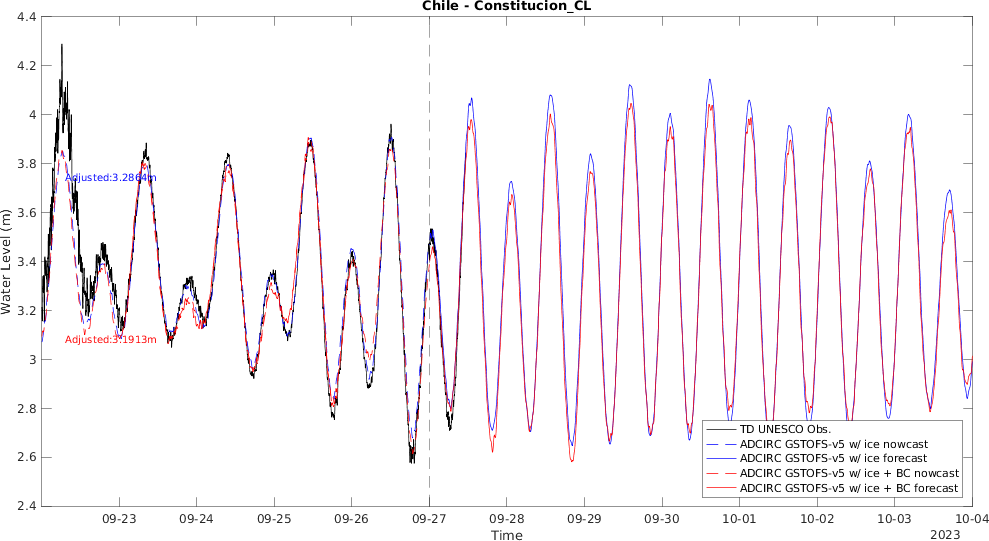 Chile - Constitucion_CL
4.4
4.2
4
3.8
3.6
3.4
3.2
3
2.8
2.6
2.4
Water Level (m)
Adjusted:3.2864m
Adjusted:3.1913m
TD UNESCO Obs.
ADCIRC GSTOFS-v5 w/ ice nowcast
ADCIRC GSTOFS-v5 w/ ice forecast
ADCIRC GSTOFS-v5 w/ ice + BC nowcast
ADCIRC GSTOFS-v5 w/ ice + BC forecast
09-23 09-24 09-25 09-26 09-27 09-28 09-29 09-30 10-01 10-02 10-03 10-04
Time
2023